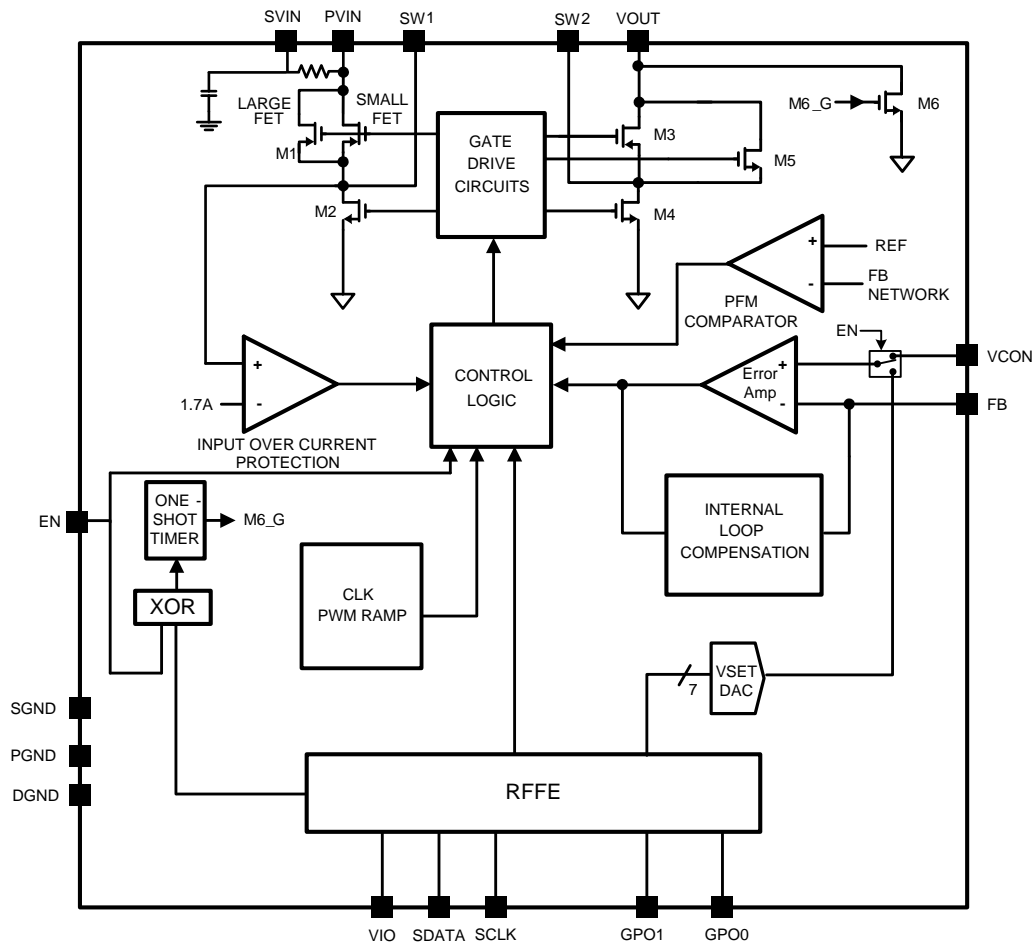 SVIN
PVIN
SW1
SW2
VOUT
LARGE
FET
SMALL
FET
M1
M2
GATE
DRIVE
CIRCUITS
M3
M5
M4
M6_G
M6
REF
FB
NETWORK
PFM
COMPARATOR
EN
VCON
FB
Error
Amp
+
-
+
-
+
-
1.7A
CONTROL
LOGIC
INPUT OVER CURRENT
PROTECTION
EN
ONE -
SHOT
TIMER
M6_G
XOR
CLK
PWM RAMP
INTERNAL
LOOP
COMPENSATION
7
VSET
DAC
SGND
PGND
DGND
RFFE
VIO
SDATA
SCLK
GPO1
GPO0